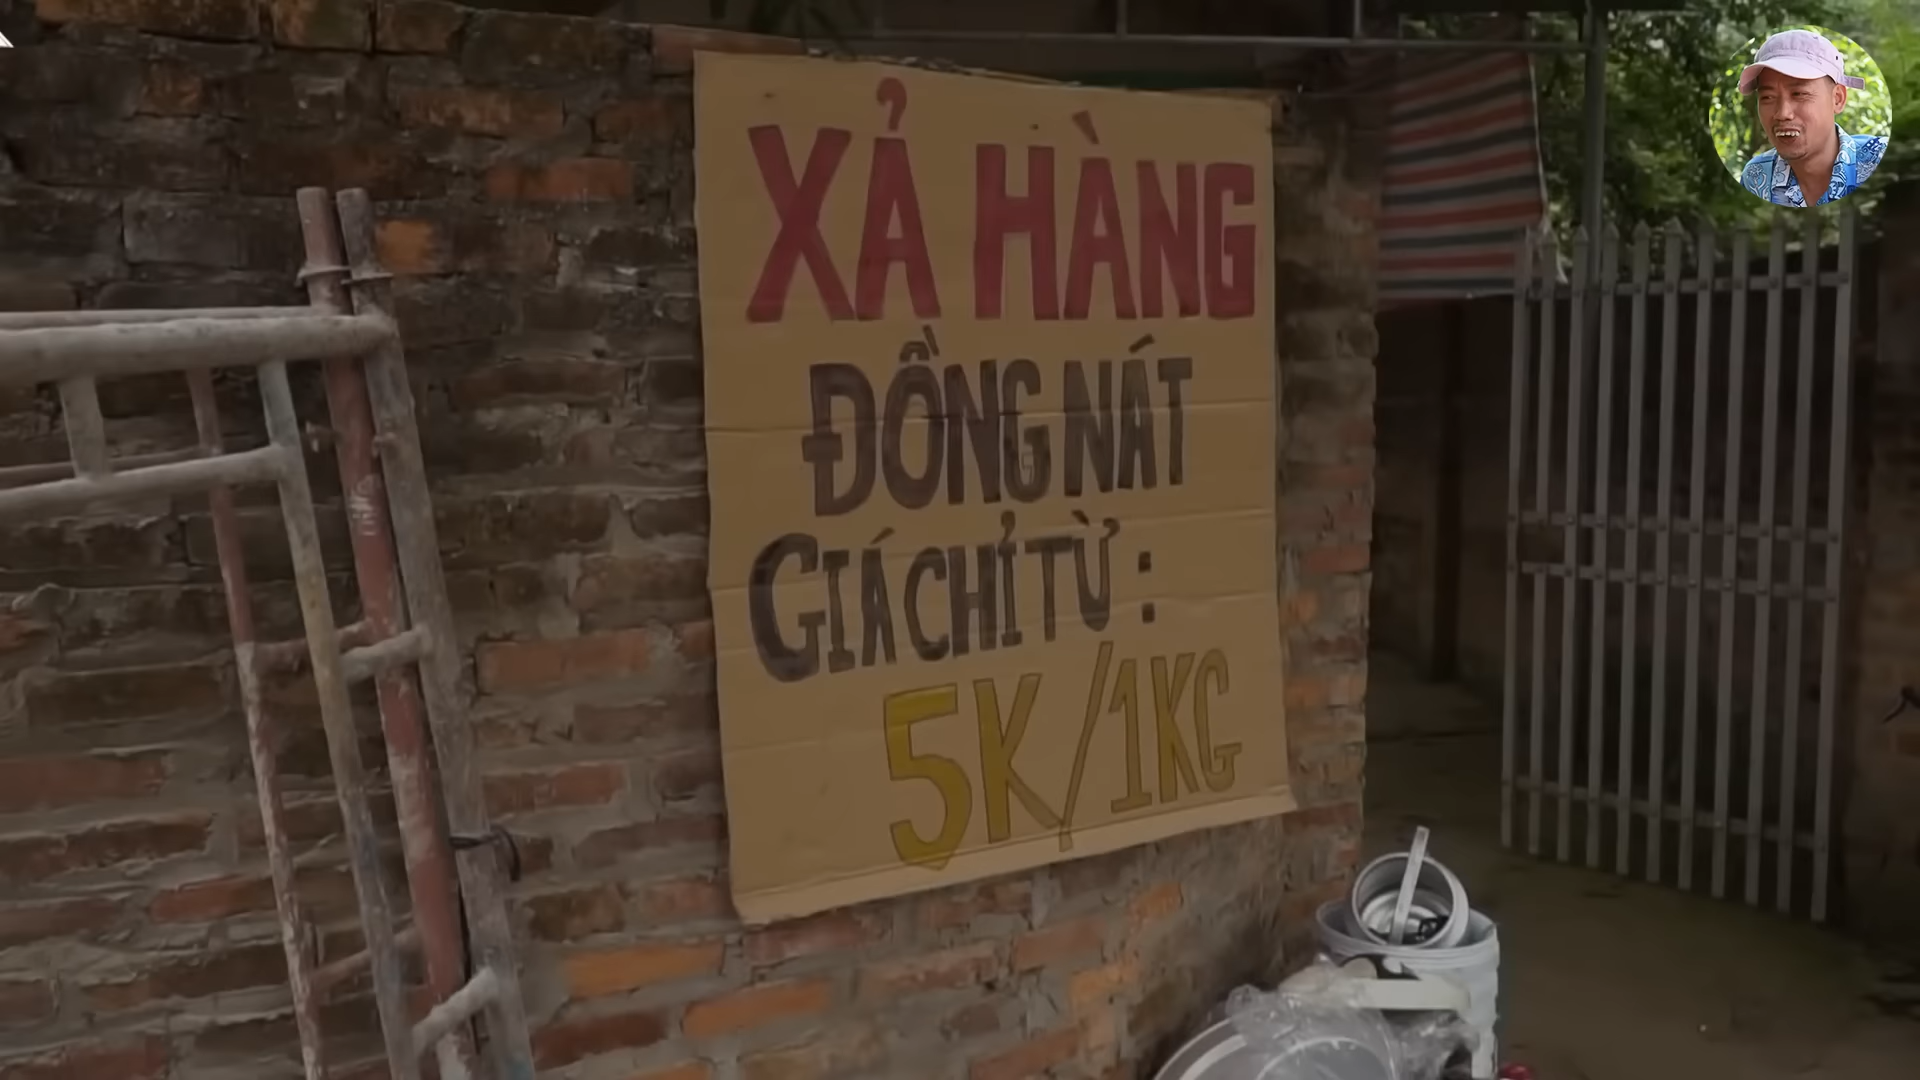 XẢ HÀNG
ĐỒNG NÁT
GIÁ CHỈ TỪ :
5K/1KG